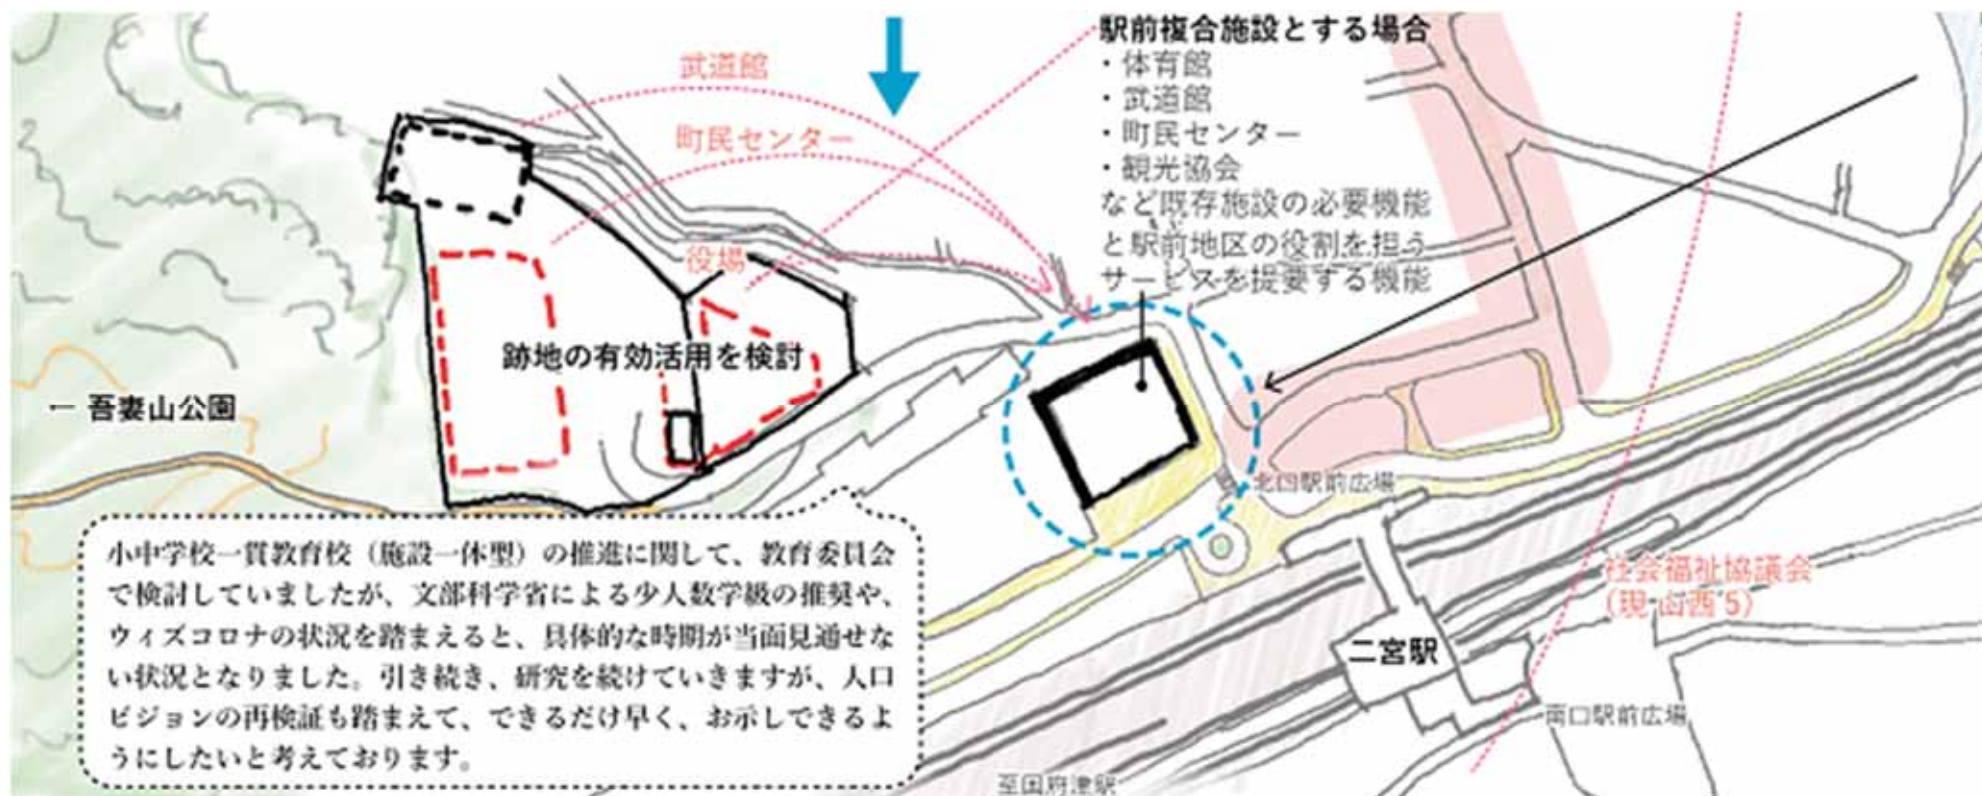 武道館
町民センター
役場
駅前複合施設とする場合
・体育館
・武道館
・町民センター
・観光協会
など既存施設の必要機能
と駅前地区の役割を担う
サービスを提要する機能
跡地の有効活用を検討
← 吾妻山公園
北口駅前広場
社会福祉協議会
(現 山西 5)
二宮駅
南口駅前広場
至国府津駅
小中学校一貫教育校（施設一体型）の推進に関して、教育委員会
で検討していましたが、文部科学省による少人数学級の推奨や、
ウィズコロナの状況を踏まえると、具体的な時期が当面見通せな
い状況となりました。引き続き、研究を続けていきますが、人口
ビジョンの再検証も踏まえて、できるだけ早く、お示しできるよ
うにしたいと考えております。